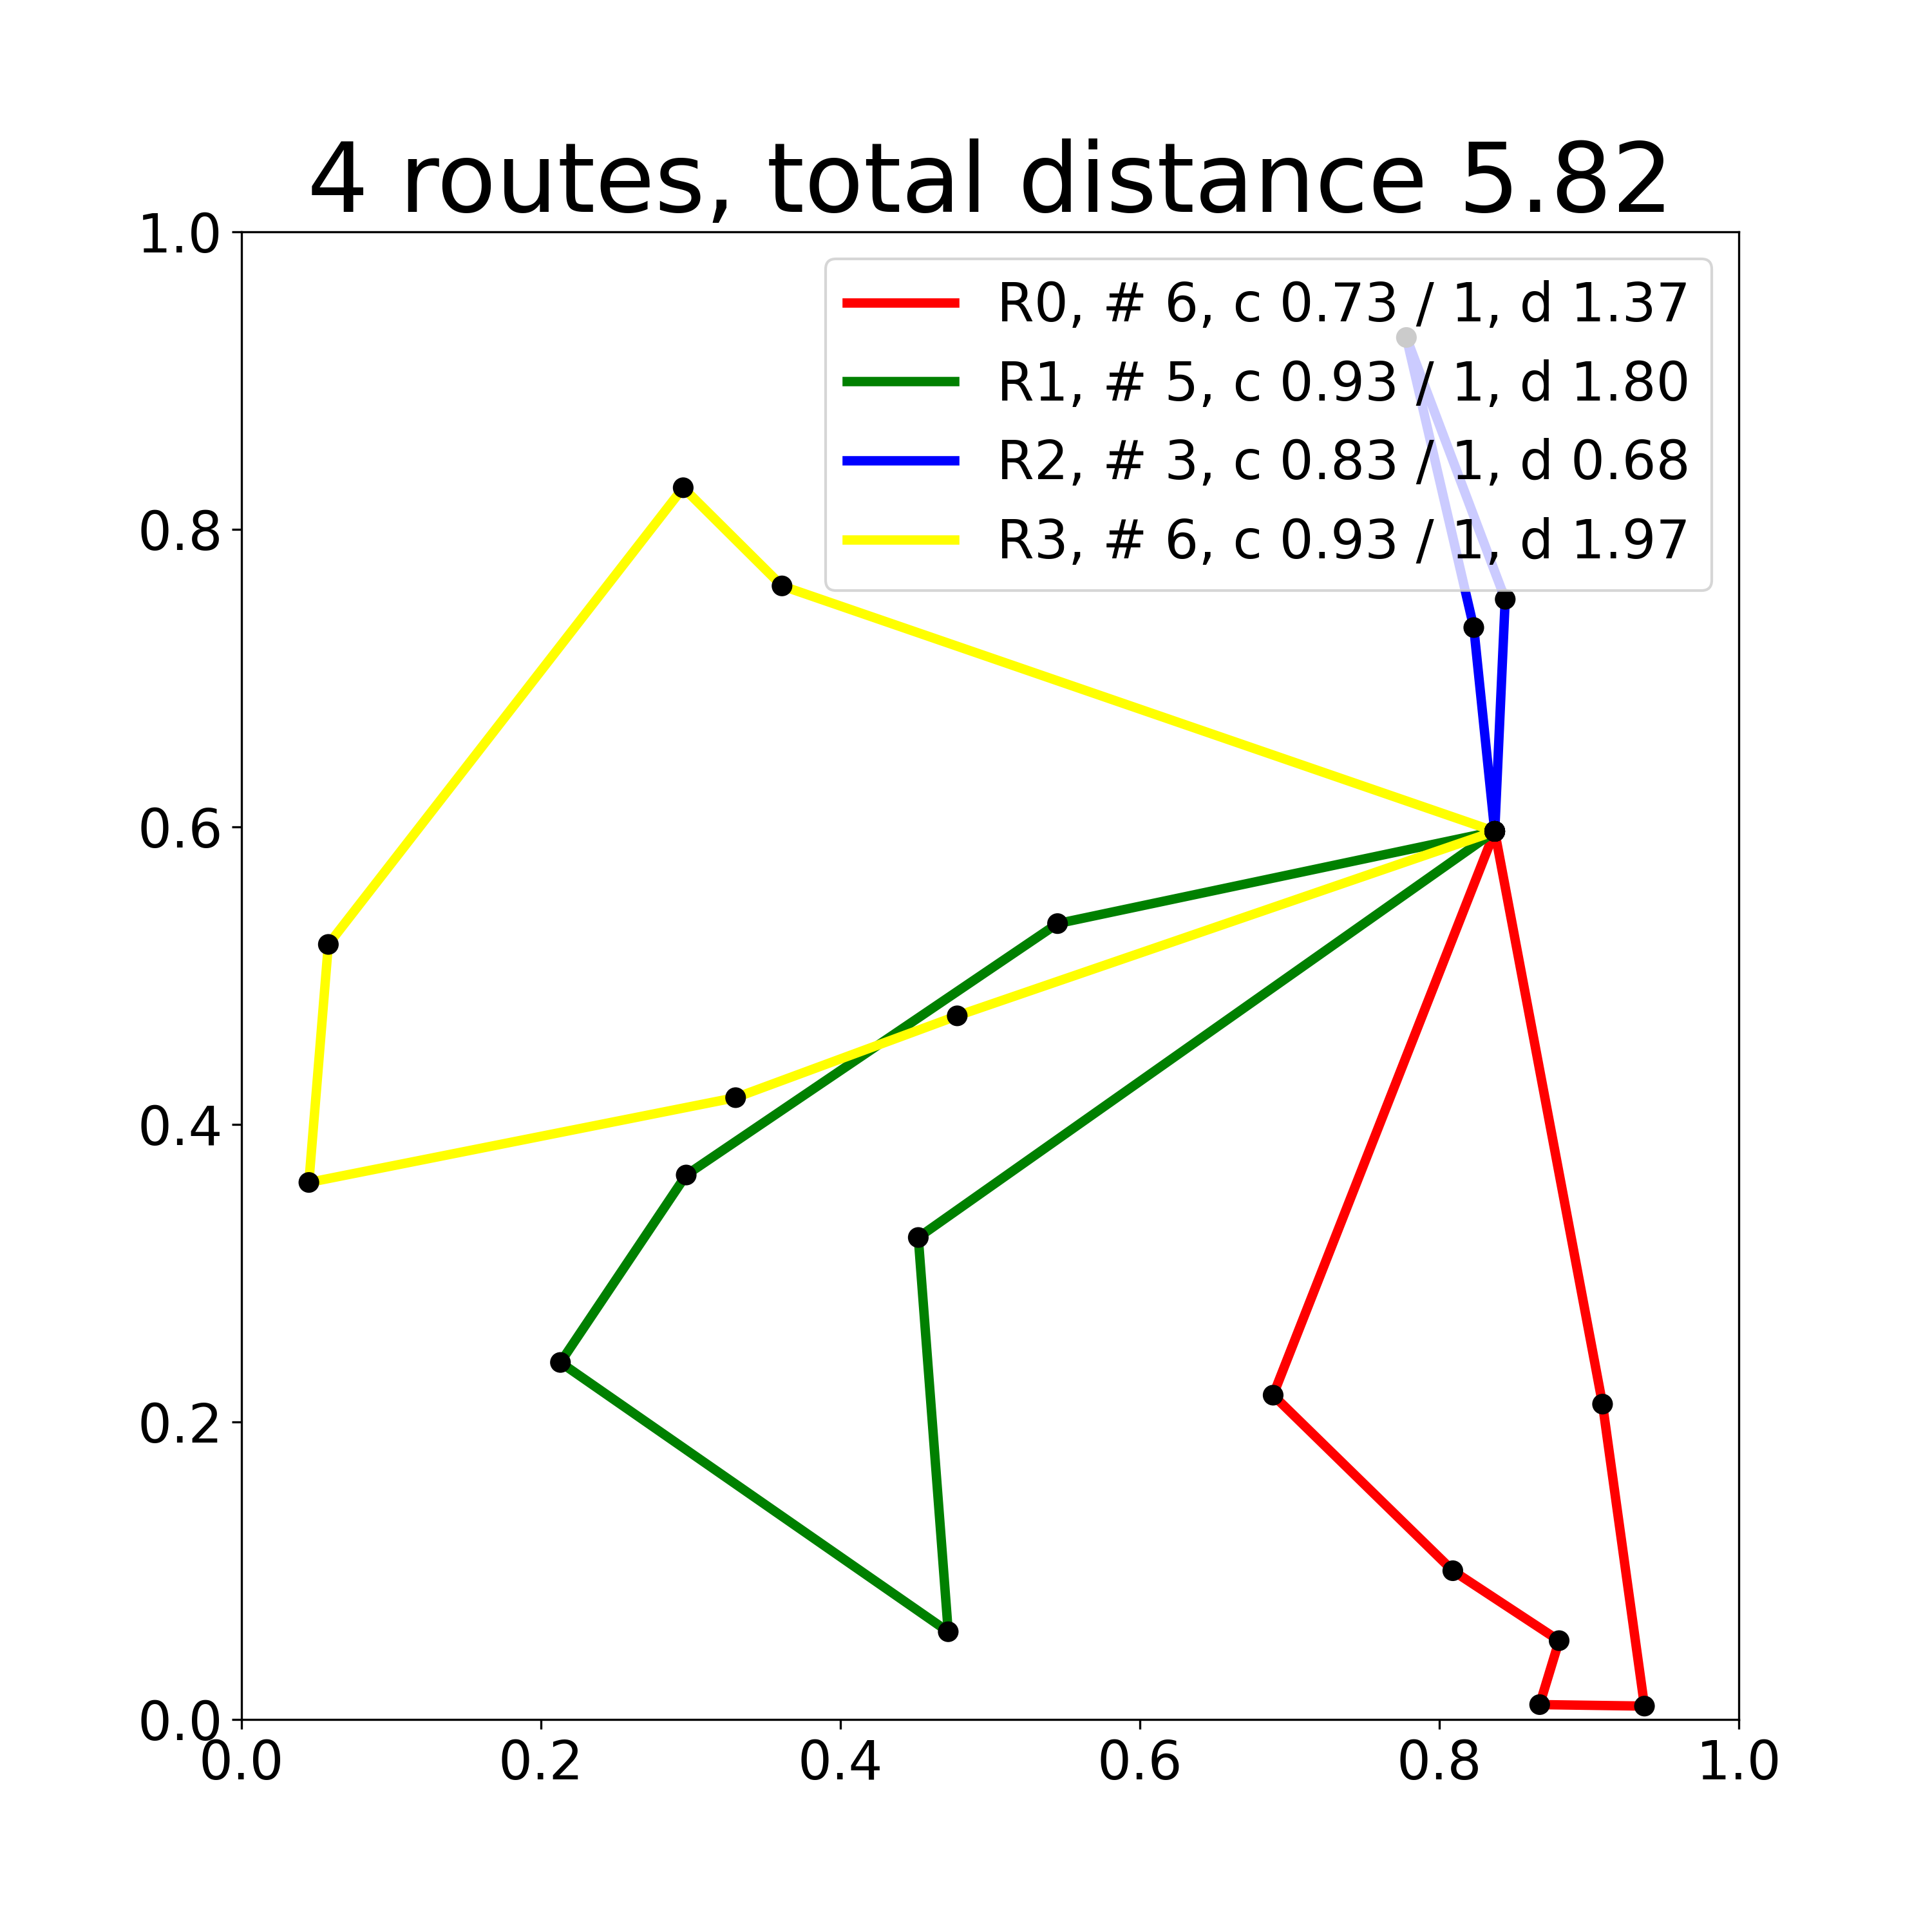 4 routes, total distance 5.82
R0, # 6, c 0.73 / 1, d 1.37
R1, # 5, c 0.93 / 1, d 1.80
R2, # 3, c 0.83 / 1, d 0.68
R3, # 6, c 0.93 / 1, d 1.97
1.0
0.8
0.6
0.4
0.2
0.0
0.0 0.2 0.4 0.6 0.8 1.0